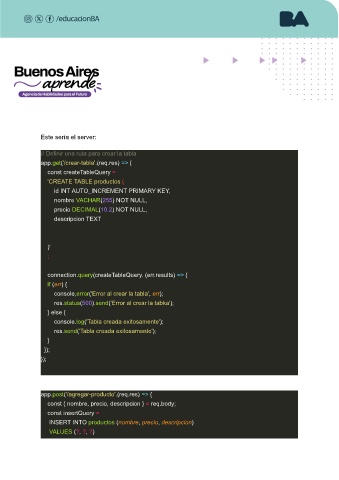 /educacionBA
BA
Buenos Aires
aprende
Agencia de Habilidades para el Futuro
Este sería el server:
// Definir una ruta para crear la tabla
app.get('/crear-tabla',(req,res) => {
const createTableQuery =
`CREATE TABLE productos (
id INT AUTO_INCREMENT PRIMARY KEY,
nombre VACHAR(255) NOT NULL,
precio DECIMAL(10,2) NOT NULL,
descripcion TEXT
)`
;
connection.query(createTableQuery, (err,results) => {
if (err) {
console.error('Error al crear la tabla', err);
res.status(500).send('Error al crear la tabla');
} else {
console.log('Tabla creada exitosamente');
res.send('Tabla creada exitosamente');
}
});
});
app.post('/agregar-producto',(req,res) => {
const { nombre, precio, descripcion } = req.body;
const insertQuery =
`INSERT INTO productos (nombre, precio, descripcion)
VALUES (?, ?, ?)